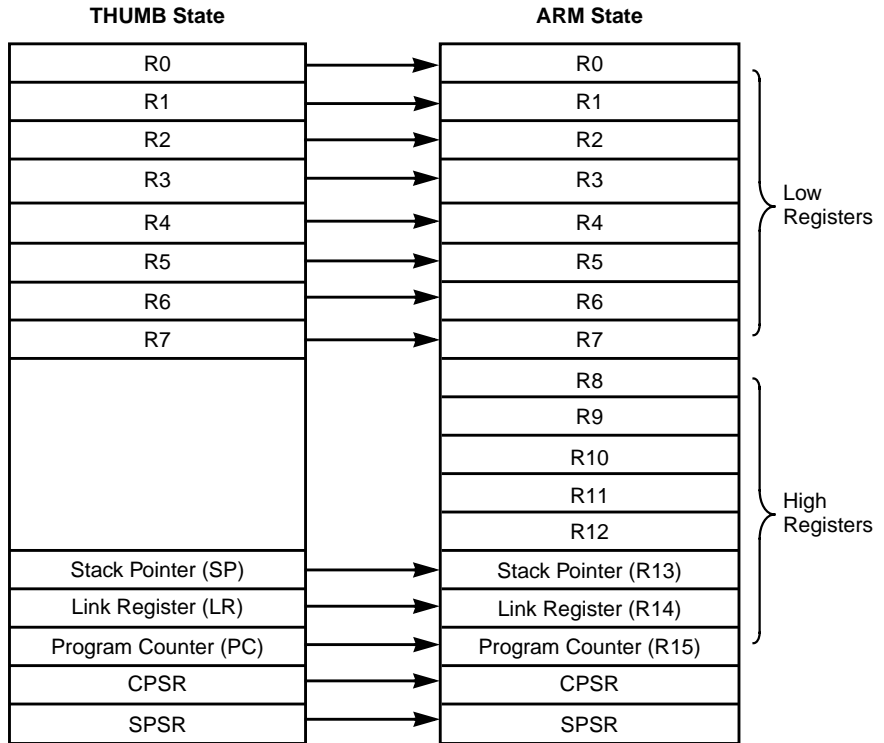 THUMB State
R0
R1
R2
R3
R4
R5
R6
R7
Stack Pointer (SP)
Link Register (LR)
Program Counter (PC)
CPSR
SPSR
ARM State
R0
R1
R2
R3
R4
R5
R6
R7
R8
R9
R10
R11
R12
Stack Pointer (R13)
Link Register (R14)
Program Counter (R15)
CPSR
SPSR
Low
Registers
High
Registers